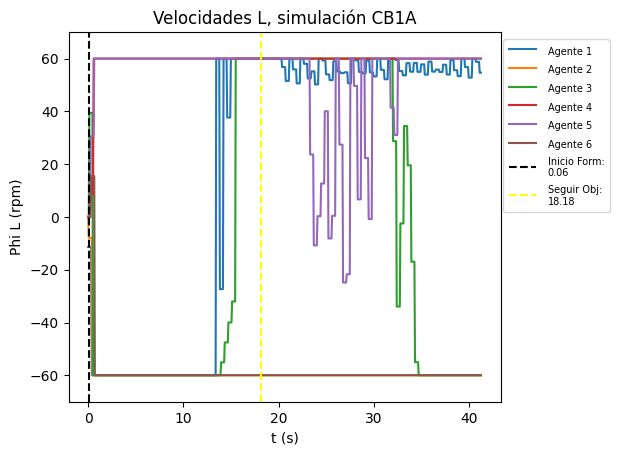 Velocidades L, simulación CB1A
Phi L (rpm)
60
40
20
0
−20
−40
−60
0
10
20
30
40
t (s)
Agente 1
Agente 2
Agente 3
Agente 4
Agente 5
Agente 6
Inicio Form:
0.06
Seguir Obj:
18.18